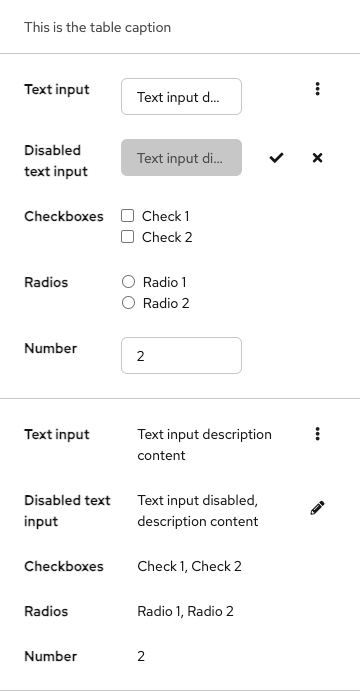 This is the table caption
Text input
Text input d...
Disabled
text input
Text input di...
Checkboxes
Check 1
Check 2
Radios
Radio 1
Radio 2
Number
2
Text input
Text input description
content
Disabled text
input
Text input disabled,
description content
Checkboxes
Check 1, Check 2
Radios
Radio 1, Radio 2
Number
2